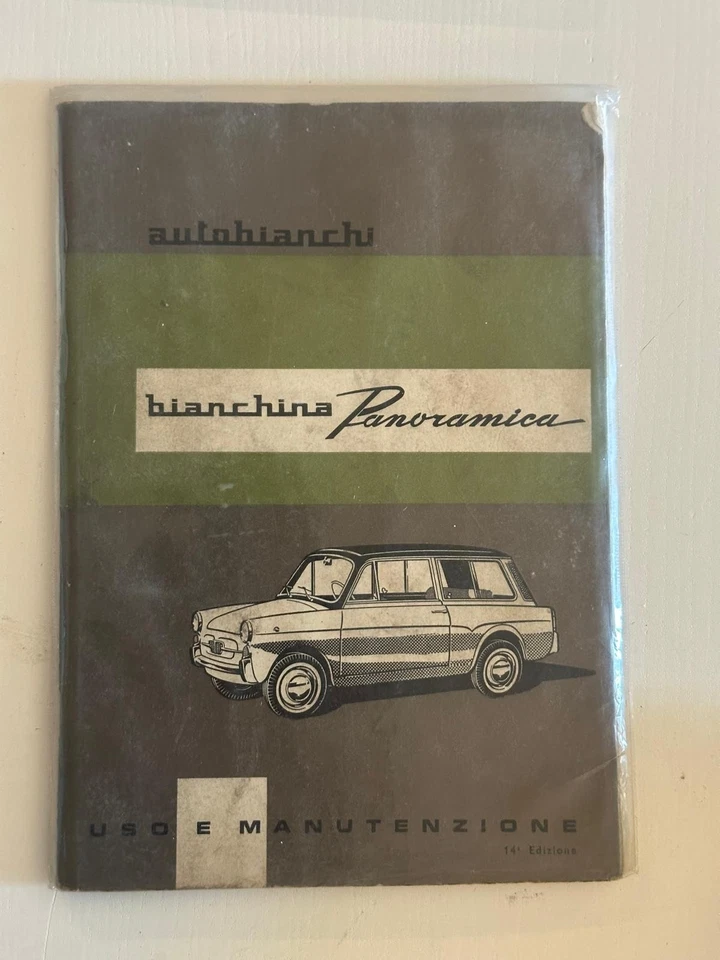 autobianchi
bianchina Panoramica
USO E MANUTENZIONE
14ª Edizione